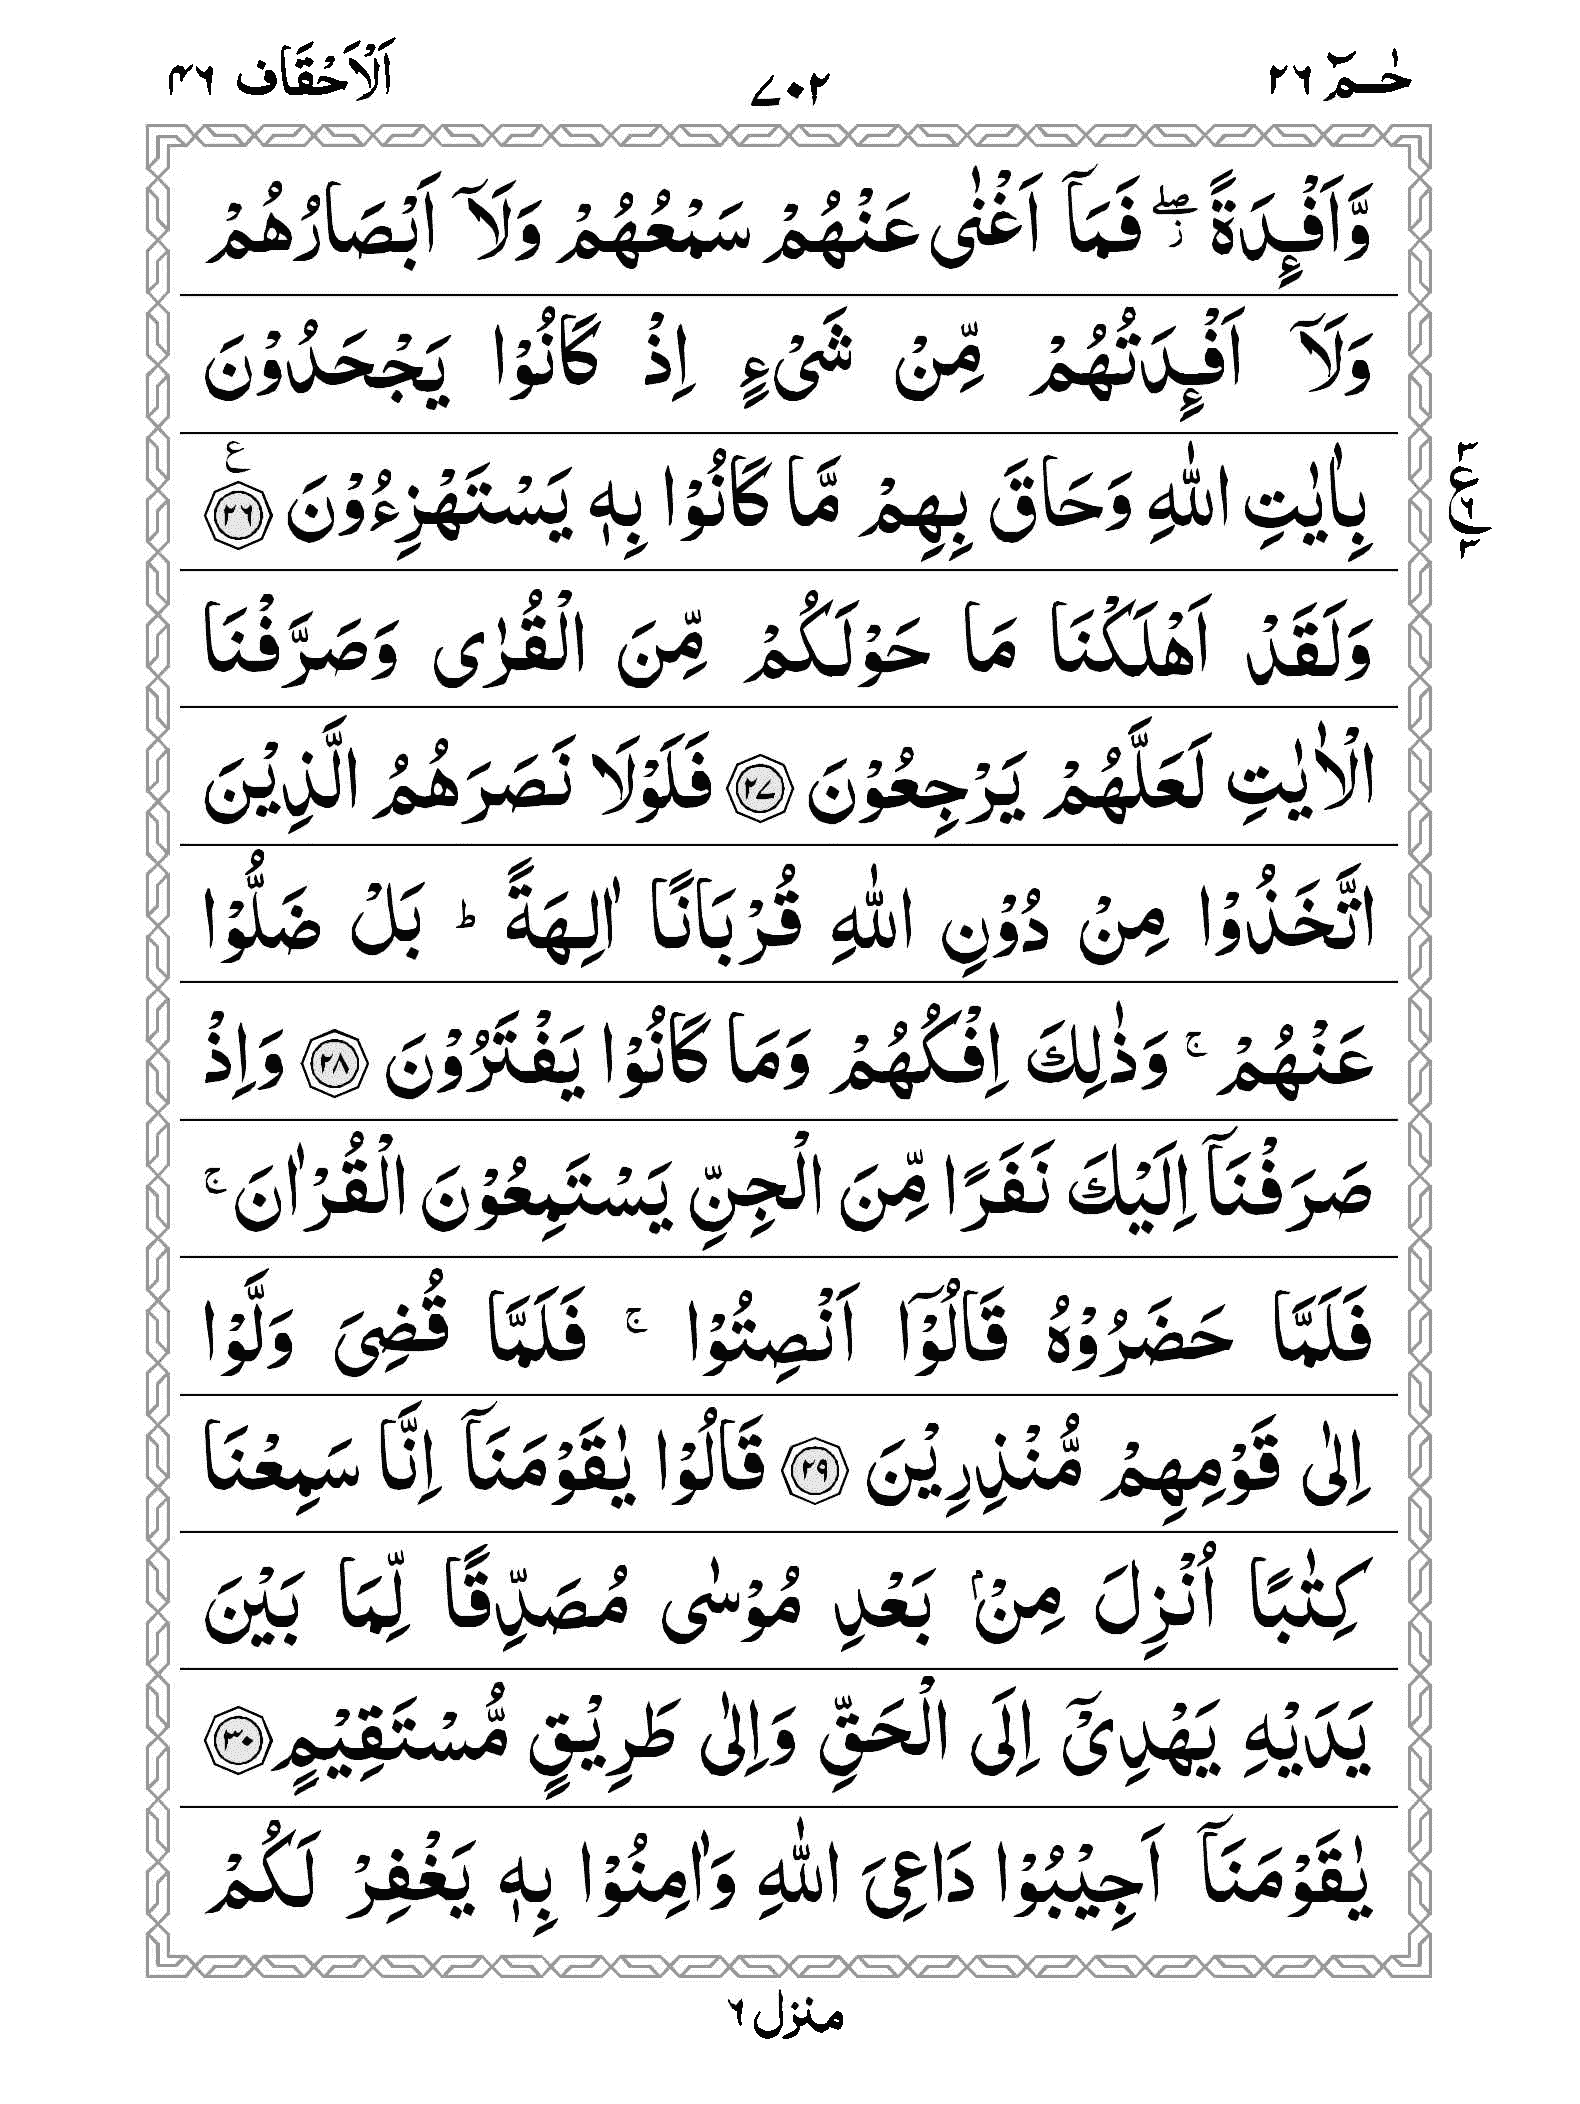 حٰمٓ ٢٦ ٧٠٢ اَلْاَحْقَاف ٤٦
وَّاَفْـِٕدَةً ۖ٘ فَمَاۤ اَغْنٰى عَنْهُمْ سَمْعُهُمْ وَلَاۤ اَبْصَارُهُمْ
وَلَاۤ اَفْـِٕدَتُهُمْ مِّنْ شَیْءٍ اِذْ كَانُوْا یَجْحَدُوْنَ
بِاٰیٰتِ اللّٰهِ وَحَاقَ بِهِمْ مَّا كَانُوْا بِهٖ یَسْتَهْزِءُوْنَ ۧ ٢٦
٣ ع ٦ ٣
وَلَقَدْ اَهْلَكْنَا مَا حَوْلَكُمْ مِّنَ الْقُرٰى وَصَرَّفْنَا
الْاٰیٰتِ لَعَلَّهُمْ یَرْجِعُوْنَ ٢٧ فَلَوْلَا نَصَرَهُمُ الَّذِیْنَ
اتَّخَذُوْا مِنْ دُوْنِ اللّٰهِ قُرْبَانًا اٰلِهَةً ؕ بَلْ ضَلُّوْا
عَنْهُمْ ۚ وَذٰلِكَ اِفْكُهُمْ وَمَا كَانُوْا یَفْتَرُوْنَ ٢٨ وَاِذْ
صَرَفْنَاۤ اِلَیْكَ نَفَرًا مِّنَ الْجِنِّ یَسْتَمِعُوْنَ الْقُرْاٰنَ ۚ
فَلَمَّا حَضَرُوْهُ قَالُوْۤا اَنْصِتُوْا ۚ فَلَمَّا قُضِیَ وَلَّوْا
اِلٰى قَوْمِهِمْ مُّنْذِرِیْنَ ٢٩ قَالُوْا یٰقَوْمَنَاۤ اِنَّا سَمِعْنَا
كِتٰبًا اُنْزِلَ مِنْۢ بَعْدِ مُوْسٰى مُصَدِّقًا لِّمَا بَیْنَ
یَدَیْهِ یَهْدِیْۤ اِلَى الْحَقِّ وَاِلٰى طَرِیْقٍ مُّسْتَقِیْمٍ ٣٠
یٰقَوْمَنَاۤ اَجِیْبُوْا دَاعِیَ اللّٰهِ وَاٰمِنُوْا بِهٖ یَغْفِرْ لَكُمْ
منزل ٦